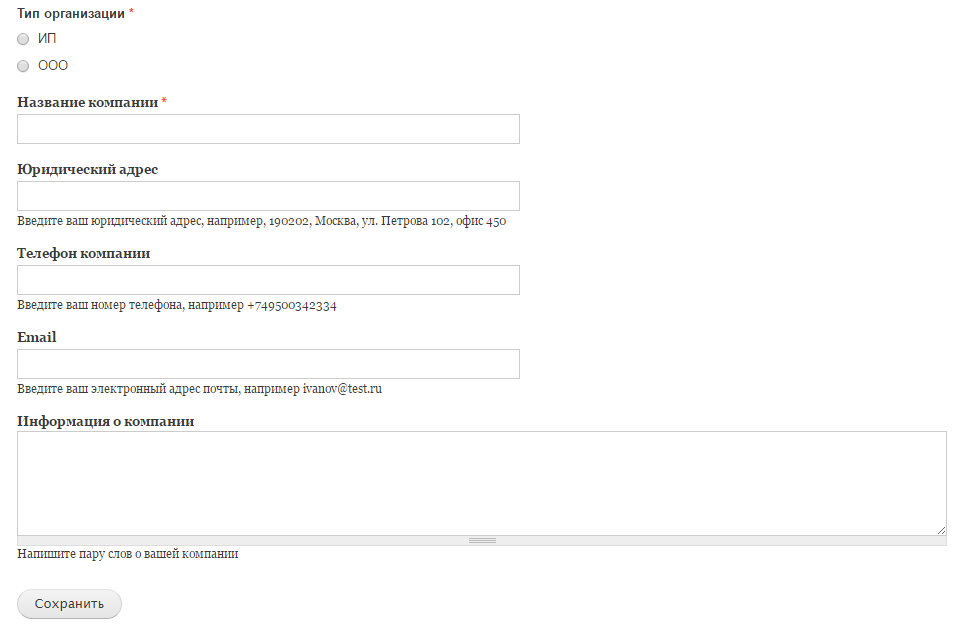 Тип организации *
ИП
ООО
Название компании *
Юридический адрес
Введите ваш юридический адрес, например, 190202, Москва, ул. Петрова 102, офис 450
Телефон компании
Введите ваш номер телефона, например +749500342334
Email
Введите ваш электронный адрес почты, например ivanov@test.ru
Информация о компании
Напишите пару слов о вашей компании
Сохранить